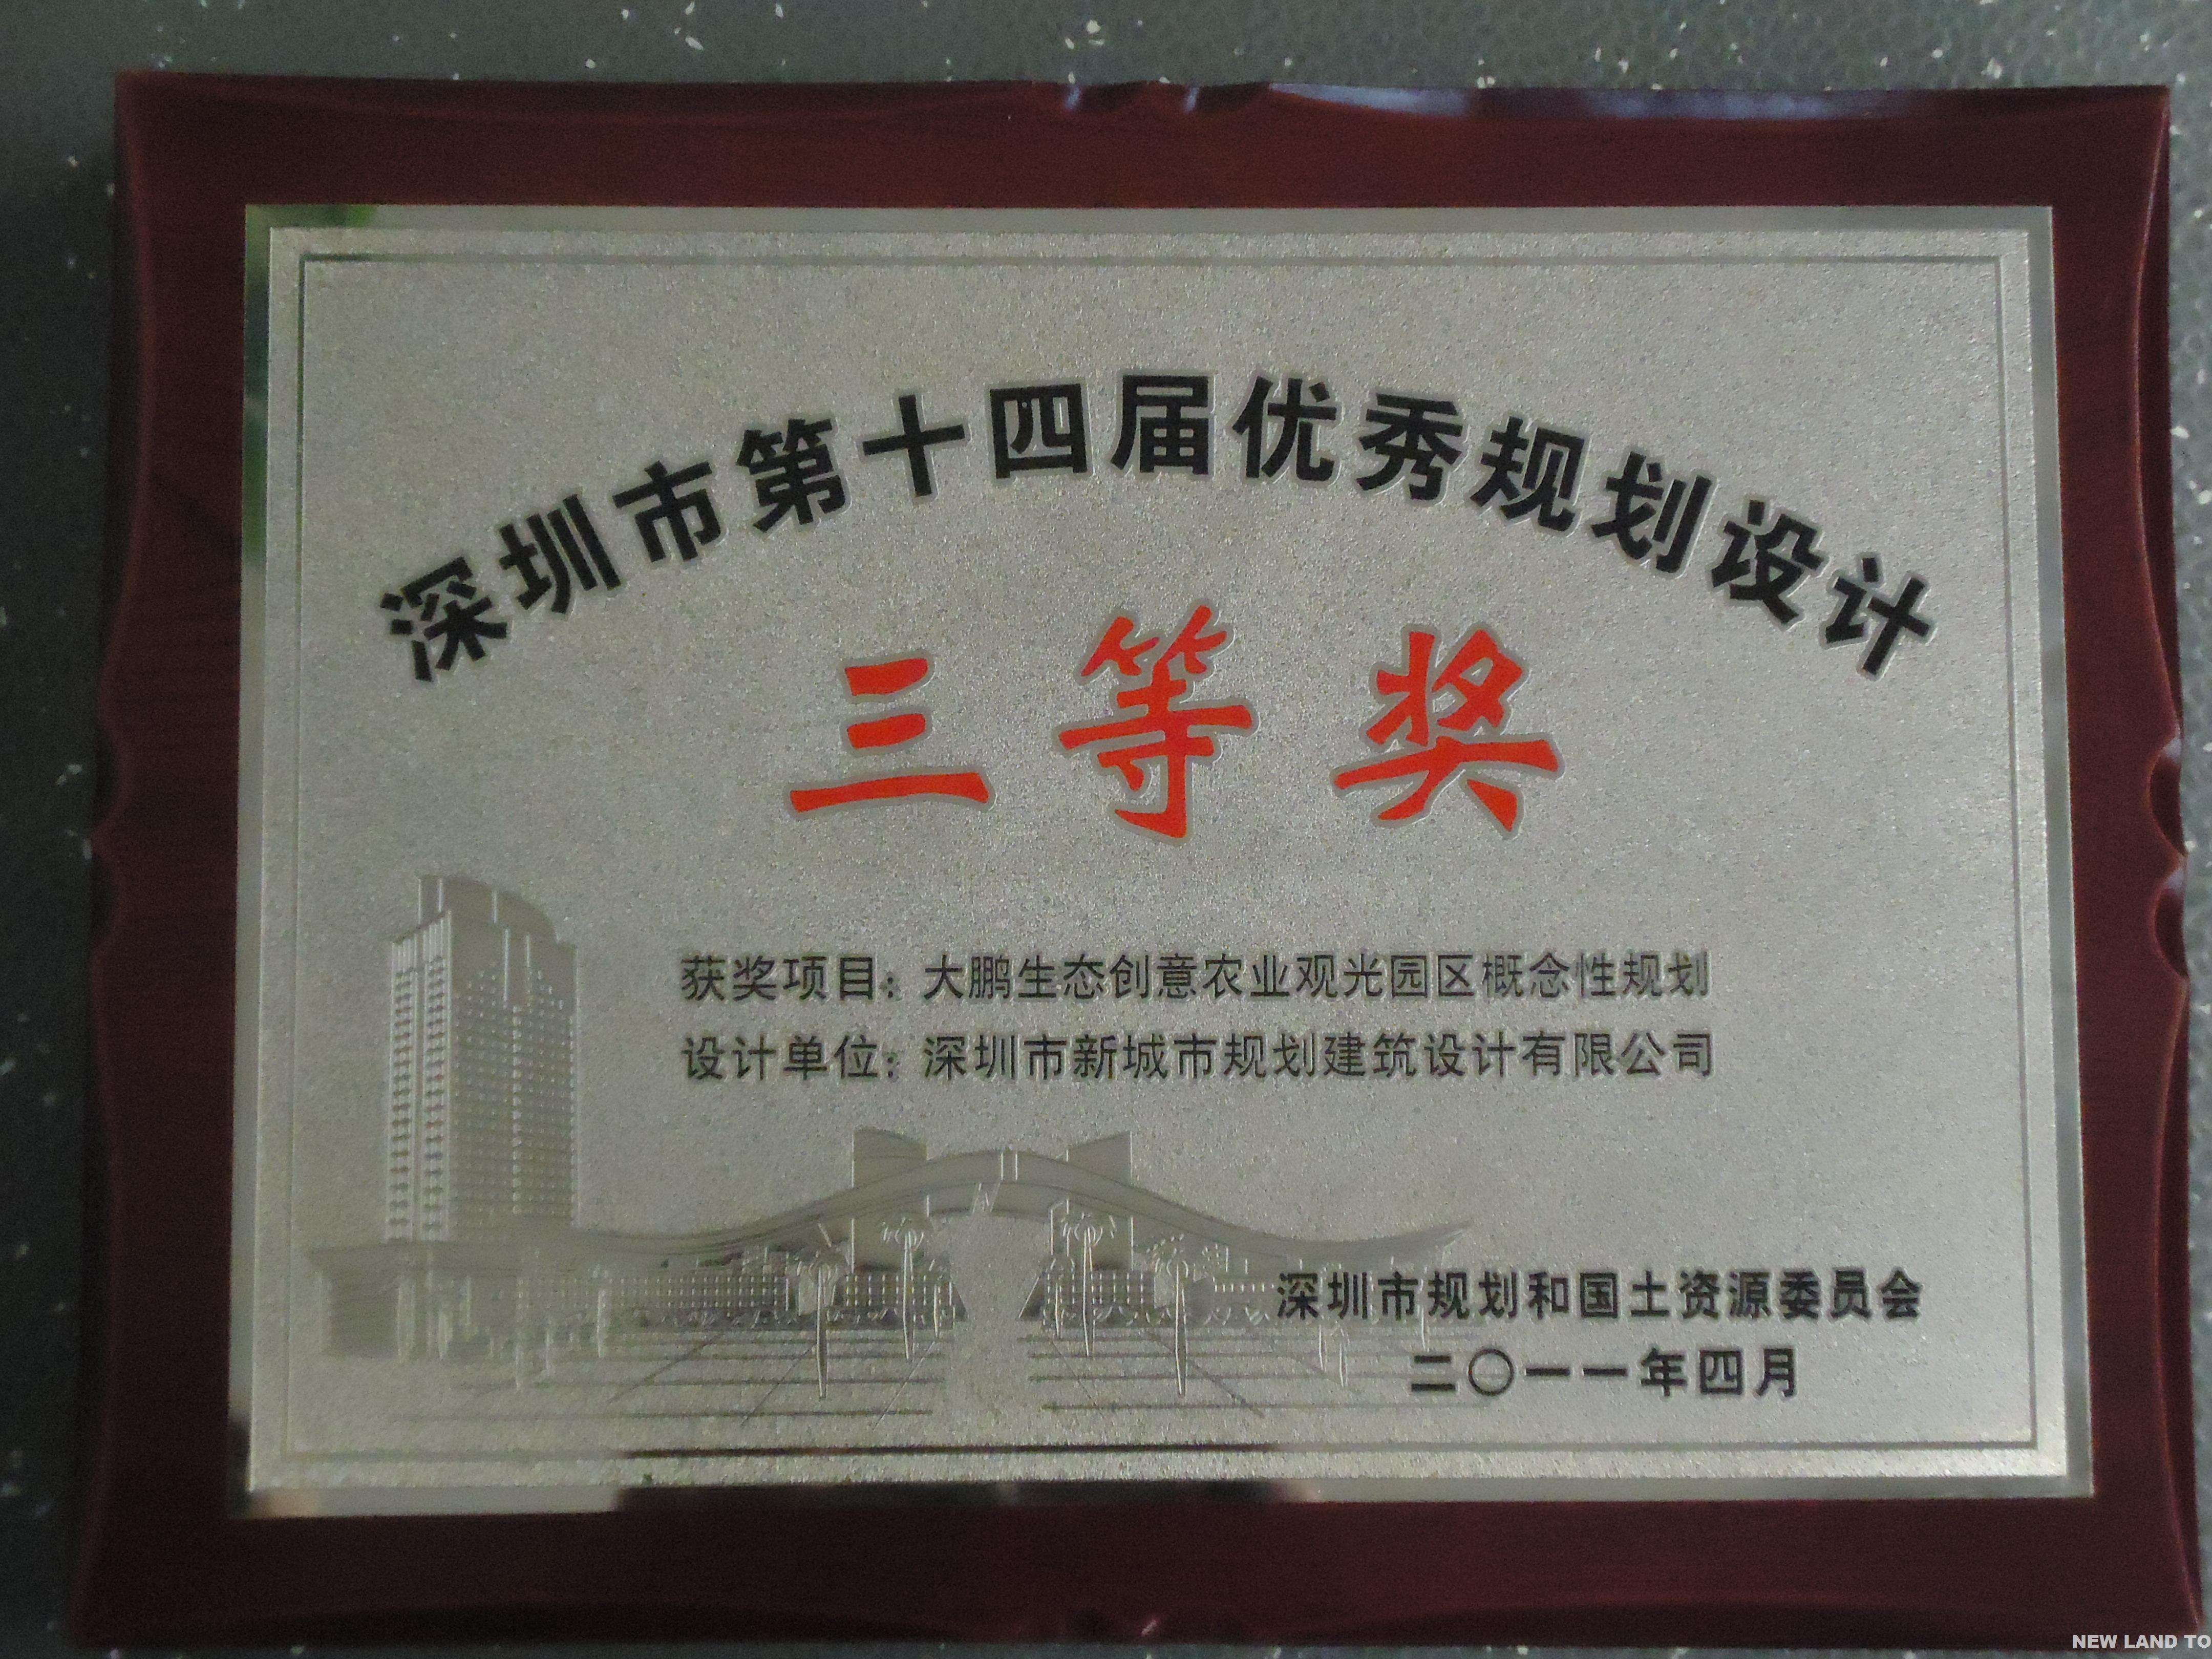 深圳市第十四届优秀规划设计
三等奖
获奖项目：大鹏生态创意农业观光园区概念性规划
设计单位：深圳市新城市规划建筑设计有限公司
深圳市规划和国土资源委员会
二〇一一年四月
NEW LAND TO